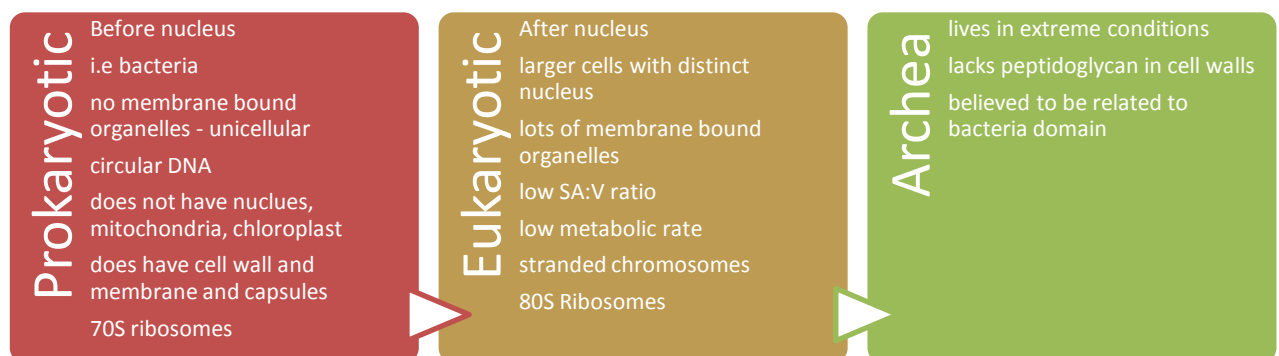 Prokaryotic
Before nucleus
i.e bacteria
no membrane bound
organelles - unicellular
circular DNA
does not have nuclues,
mitochondria, chloroplast
does have cell wall and
membrane and capsules
70S ribosomes
Eukaryotic
After nucleus
larger cells with distinct
nucleus
lots of membrane bound
organelles
low SA:V ratio
low metabolic rate
stranded chromosomes
80S Ribosomes
Archea
lives in extreme conditions
lacks peptidoglycan in cell walls
believed to be related to
bacteria domain